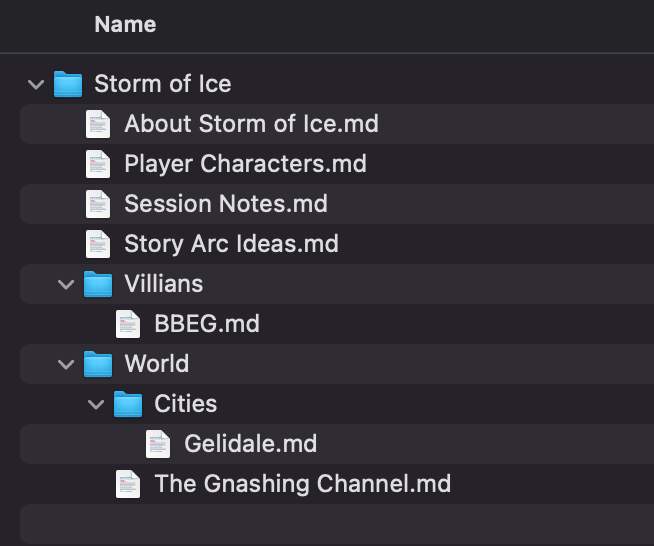 Name
Storm of Ice
About Storm of Ice.md
Player Characters.md
Session Notes.md
Story Arc Ideas.md
Villians
BBEG.md
World
Cities
Gelidale.md
The Gnashing Channel.md